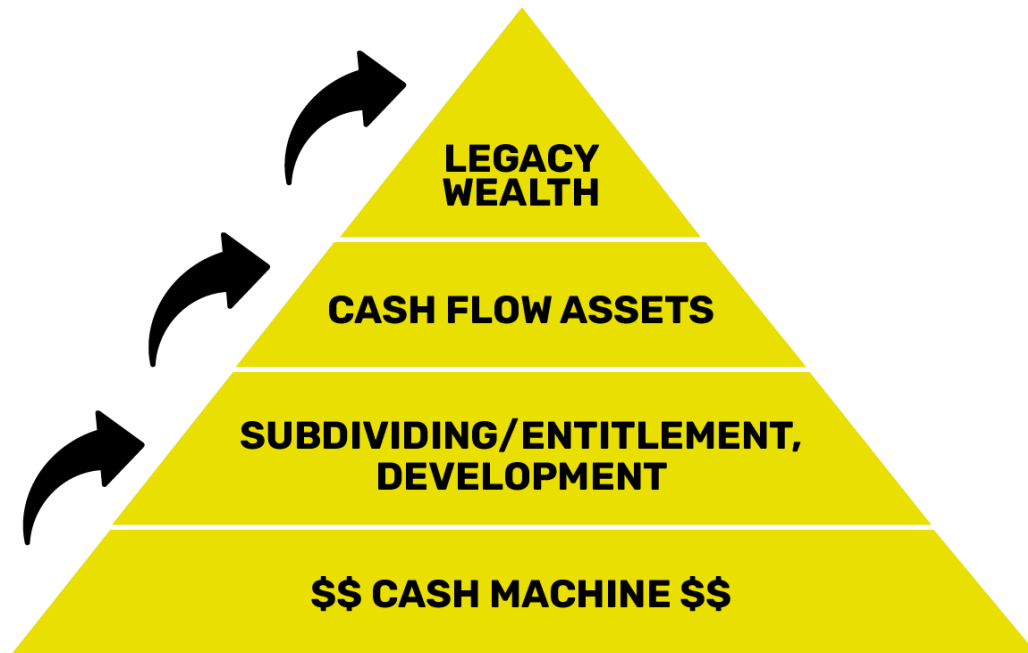 LEGACY
WEALTH
CASH FLOW ASSETS
SUBDIVIDING/ENTITLEMENT,
DEVELOPMENT
$$ CASH MACHINE $$